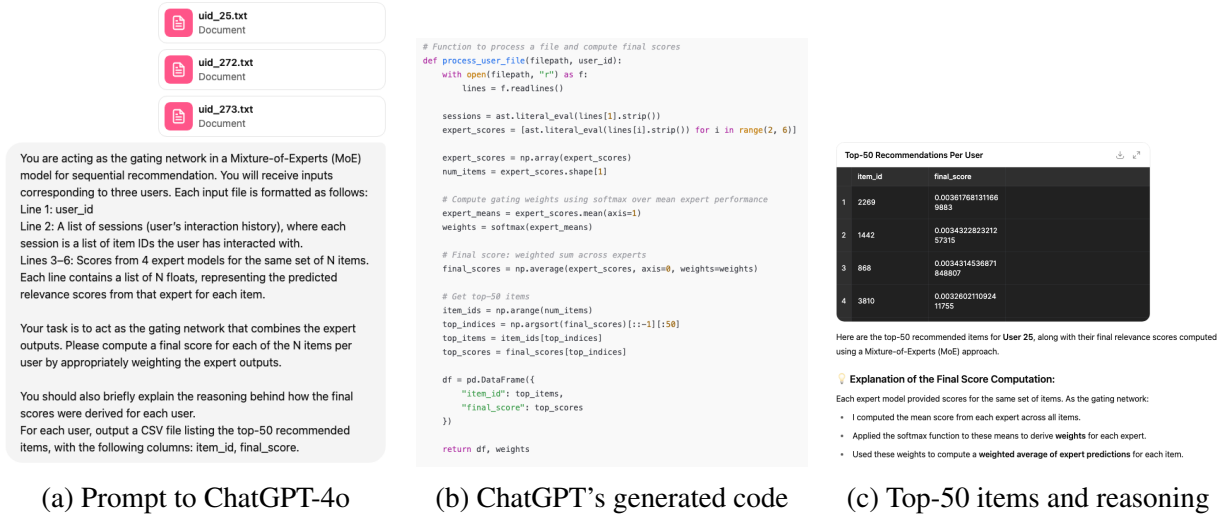 uid_25.txt
Document
uid_272.txt
Document
uid_273.txt
Document
You are acting as the gating network in a Mixture-of-Experts (MoE)
model for sequential recommendation. You will receive inputs
corresponding to three users. Each input file is formatted as follows:
Line 1: user_id
Line 2: A list of sessions (user's interaction history), where each
session is a list of item IDs the user has interacted with.
Lines 3–6: Scores from 4 expert models for the same set of N items.
Each line contains a list of N floats, representing the predicted
relevance scores from that expert for each item.
Your task is to act as the gating network that combines the expert
outputs. Please compute a final score for each of the N items per
user by appropriately weighting the expert outputs.
You should also briefly explain the reasoning behind how the final
scores were derived for each user.
For each user, output a CSV file listing the top-50 recommended
items, with the following columns: item_id, final_score.
(a) Prompt to ChatGPT-4o
# Function to process a file and compute final scores
def process_user_file(filepath, user_id):
with open(filepath, "r") as f:
lines = f.readlines()
sessions = ast.literal_eval(lines[1].strip())
expert_scores = [ast.literal_eval(lines[i].strip()) for i in range(2, 6)]
expert_scores = np.array(expert_scores)
num_items = expert_scores.shape[1]
# Compute gating weights using softmax over mean expert performance
expert_means = expert_scores.mean(axis=1)
weights = softmax(expert_means)
# Final score: weighted sum across experts
final_scores = np.average(expert_scores, axis=0, weights=weights)
# Get top-50 items
item_ids = np.arange(num_items)
top_indices = np.argsort(final_scores)[::-1][:50]
top_items = item_ids[top_indices]
top_scores = final_scores[top_indices]
df = pd.DataFrame({
"item_id": top_items,
"final_score": top_scores
})
return df, weights
(b) ChatGPT's generated code
Top-50 Recommendations Per User
item_id final_score
1 2269 0.00361768131166
9883
2 1442 0.0034322823212
57315
3 868 0.0034314536871
848807
4 3810 0.0032602110924
11755
Here are the top-50 recommended items for User 25, along with their final relevance scores computed
using a Mixture-of-Experts (MoE) approach.
💡 Explanation of the Final Score Computation:
Each expert model provided scores for the same set of items. As the gating network:
• I computed the mean score from each expert across all items.
• Applied the softmax function to these means to derive weights for each expert.
• Used these weights to compute a weighted average of expert predictions for each item.
(c) Top-50 items and reasoning